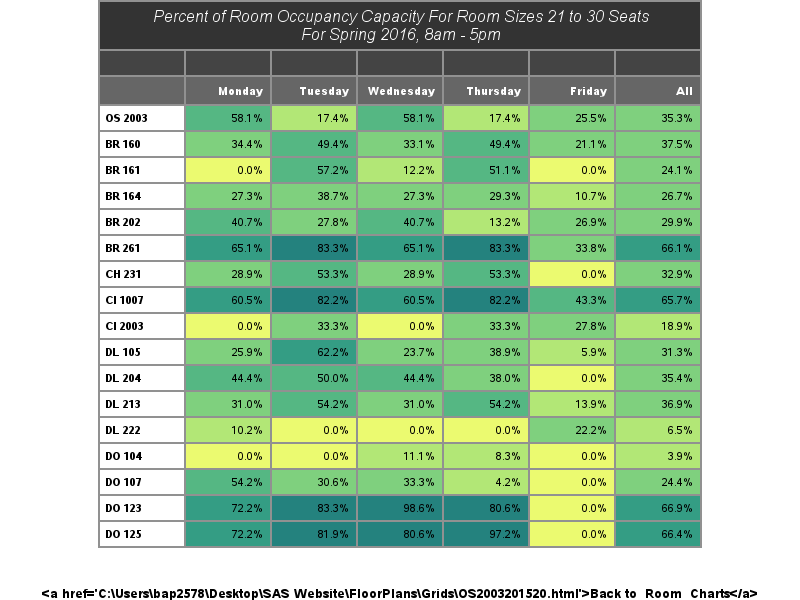 Percent of Room Occupancy Capacity For Room Sizes 21 to 30 Seats
For Spring 2016, 8am - 5pm
Monday Tuesday Wednesday Thursday Friday All
OS 2003 58.1% 17.4% 58.1% 17.4% 25.5% 35.3%
BR 160 34.4% 49.4% 33.1% 49.4% 21.1% 37.5%
BR 161 0.0% 57.2% 12.2% 51.1% 0.0% 24.1%
BR 164 27.3% 38.7% 27.3% 29.3% 10.7% 26.7%
BR 202 40.7% 27.8% 40.7% 13.2% 26.9% 29.9%
BR 261 65.1% 83.3% 65.1% 83.3% 33.8% 66.1%
CH 231 28.9% 53.3% 28.9% 53.3% 0.0% 32.9%
CI 1007 60.5% 82.2% 60.5% 82.2% 43.3% 65.7%
CI 2003 0.0% 33.3% 0.0% 33.3% 27.8% 18.9%
DL 105 25.9% 62.2% 23.7% 38.9% 5.9% 31.3%
DL 204 44.4% 50.0% 44.4% 38.0% 0.0% 35.4%
DL 213 31.0% 54.2% 31.0% 54.2% 13.9% 36.9%
DL 222 10.2% 0.0% 0.0% 0.0% 22.2% 6.5%
DO 104 0.0% 0.0% 11.1% 8.3% 0.0% 3.9%
DO 107 54.2% 30.6% 33.3% 4.2% 0.0% 24.4%
DO 123 72.2% 83.3% 98.6% 80.6% 0.0% 66.9%
DO 125 72.2% 81.9% 80.6% 97.2% 0.0% 66.4%
<a href='C:\Users\bap2578\Desktop\SAS Website\FloorPlans\Grids\OS2003201520.html'>Back to Room Charts</a>